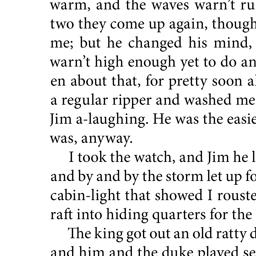 warm, and the waves warn't ru
two they come up again, though
me; but he changed his mind,
warn't high enough yet to do an
en about that, for pretty soon a
a regular ripper and washed me
Jim a-laughing. He was the easie
was, anyway.
I took the watch, and Jim he l
and by and by the storm let up fo
cabin-light that showed I rouste
raft into hiding quarters for the
The king got out an old ratty d
and him and the duke played se